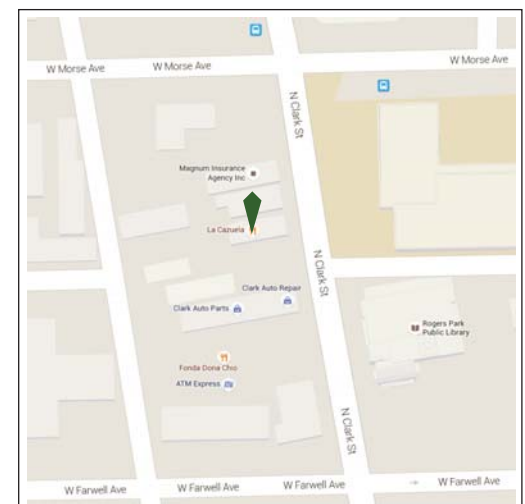 W Morse Ave
W Morse Ave
W Morse Ave
N Clark St
Magnum Insurance
Agency Inc
La Cazuela
N Clark St
Clark Auto Repair
Clark Auto Parts
Rogers Park
Public Library
Fonda Dona Chio
ATM Express
N Clark St
W Farwell Ave
W Farwell Ave
W Farwell Ave
W Farwell Ave